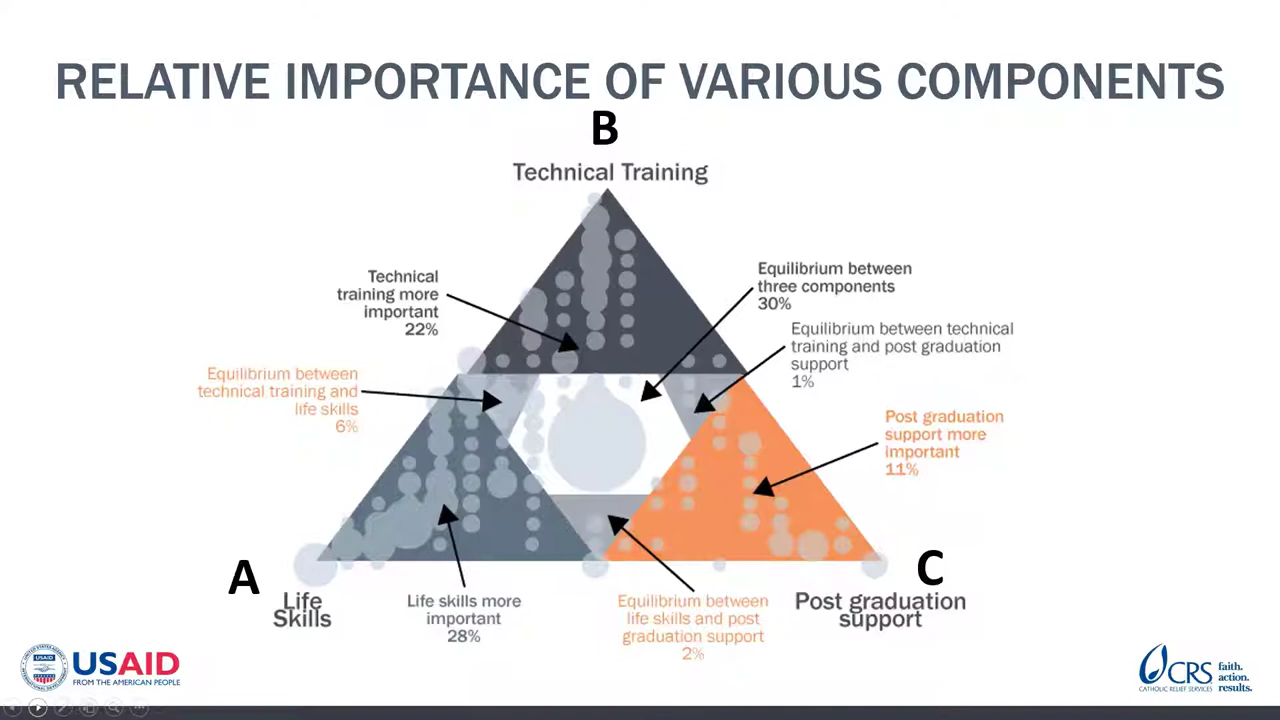 RELATIVE IMPORTANCE OF VARIOUS COMPONENTS
B
Technical Training
Technical
training more
important
22%
Equilibrium between
three components
30%
Equilibrium between technical
training and post graduation
support
1%
Equilibrium between
technical training and
life skills
6%
Post graduation
support more
important
11%
A
Life
Skills
Life skills more
important
28%
Equilibrium between
life skills and post
graduation support
2%
C
Post graduation
support
USAID
USAID
FROM THE AMERICAN PEOPLE
CRS
CATHOLIC RELIEF SERVICES
faith.
action.
results.